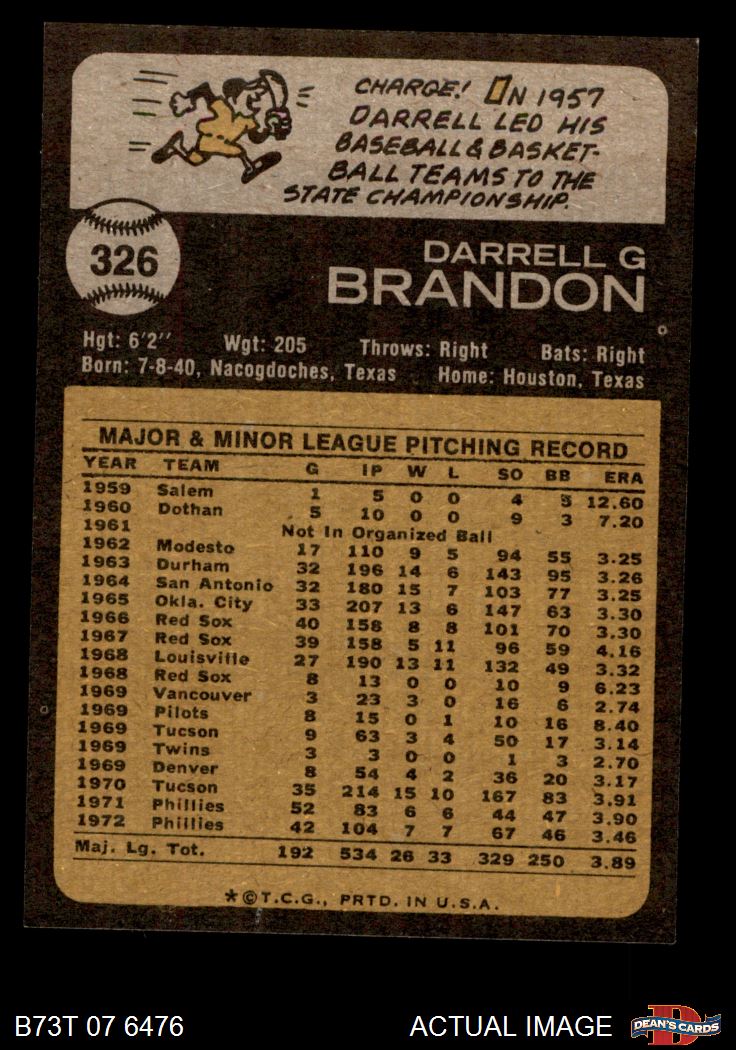 CHARGE! IN 1957
DARRELL LED HIS
BASEBALL & BASKET-
BALL TEAMS TO THE
STATE CHAMPIONSHIP.
326
DARRELL G
BRANDON
Hgt: 6'2" Wgt: 205 Throws: Right Bats: Right
Born: 7-8-40, Nacogdoches, Texas Home: Houston, Texas
MAJOR & MINOR LEAGUE PITCHING RECORD
YEAR TEAM G IP W L SO BB ERA
1959 Salem 1 5 0 0 4 5 12.60
1960 Dothan 5 10 0 0 9 3 7.20
1961 Not In Organized Ball
1962 Modesto 17 110 9 5 94 55 3.25
1963 Durham 32 196 14 6 143 95 3.26
1964 San Antonio 32 180 15 7 103 77 3.25
1965 Okla. City 33 207 13 6 147 63 3.30
1966 Red Sox 40 158 8 8 101 70 3.30
1967 Red Sox 39 158 5 11 96 59 4.16
1968 Louisville 27 190 13 11 132 49 3.32
1968 Red Sox 8 13 0 0 10 9 6.23
1969 Vancouver 3 23 3 0 16 6 2.74
1969 Pilots 8 15 0 1 10 16 8.40
1969 Tucson 9 63 3 4 50 17 3.14
1969 Twins 3 3 0 0 1 3 2.70
1969 Denver 8 54 4 2 36 20 3.17
1970 Tucson 35 214 15 10 167 83 3.91
1971 Phillies 52 83 6 6 44 47 3.90
1972 Phillies 42 104 7 7 67 46 3.46
Maj. Lg. Tot. 192 534 26 33 329 250 3.89
*©T.C.G., PRTD. IN U.S.A.
B73T 07 6476 ACTUAL IMAGE DEAN'S CARDS